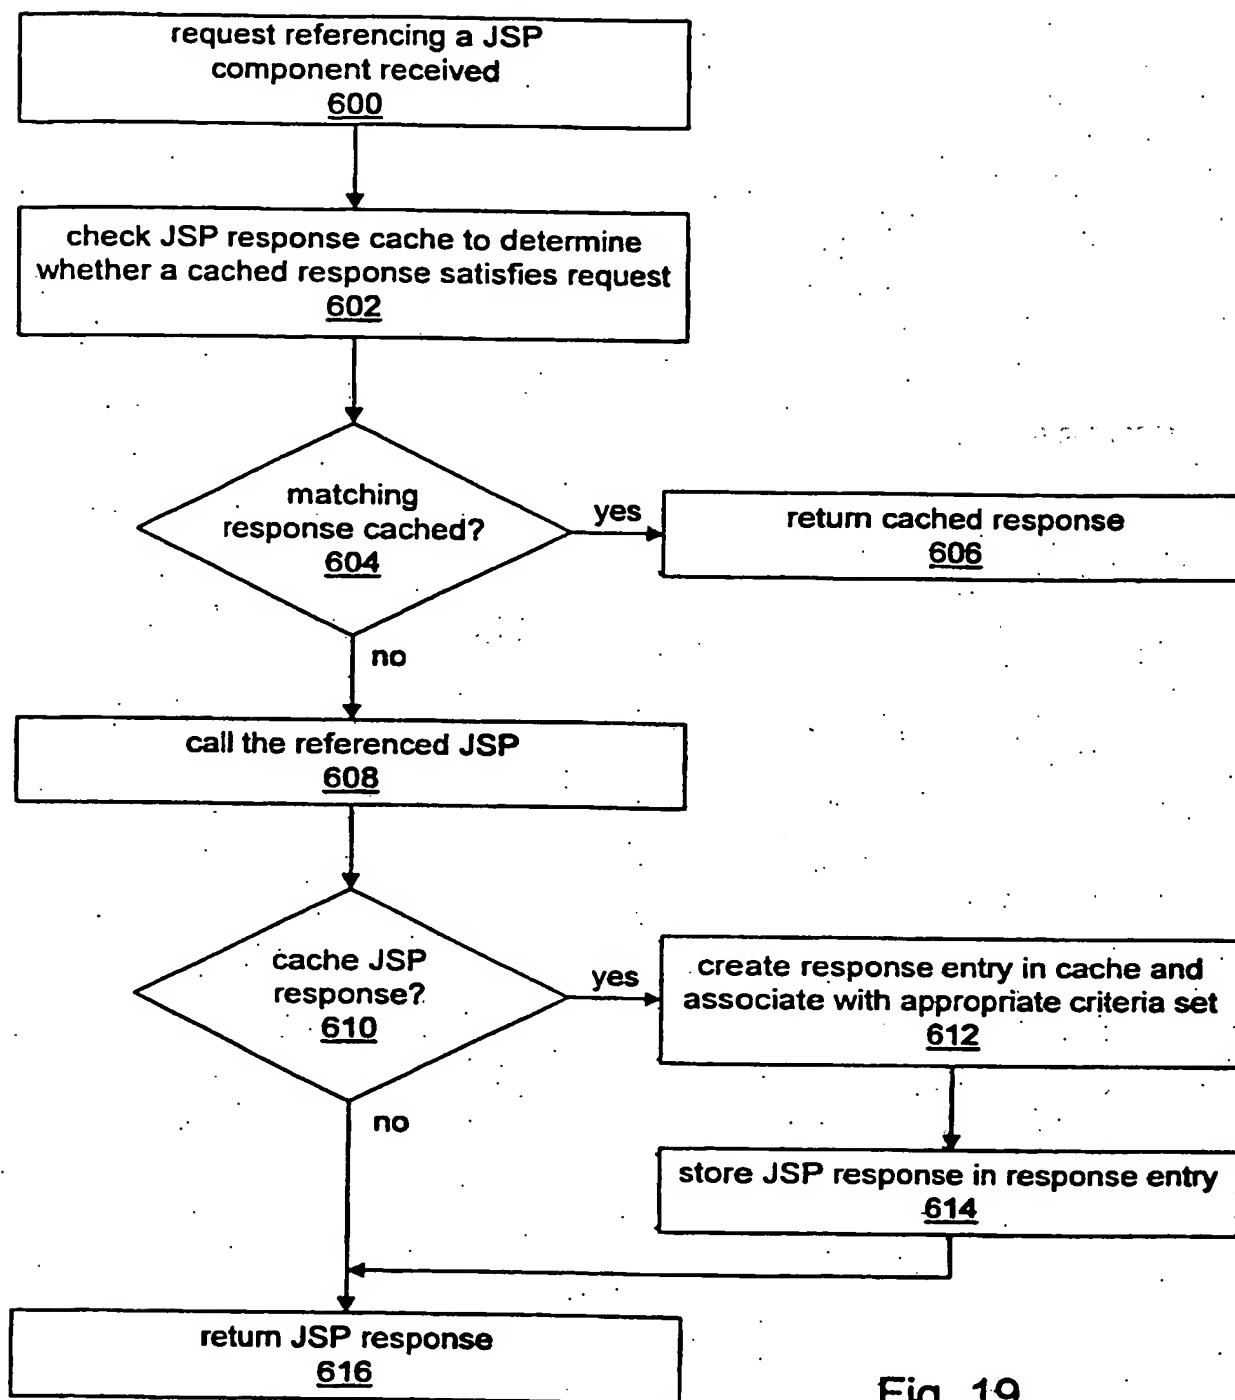 request referencing a JSP
component received
600
check JSP response cache to determine
whether a cached response satisfies request
602
matching
response cached?
604
yes
return cached response
606
no
call the referenced JSP
608
cache JSP
response?
610
yes
create response entry in cache and
associate with appropriate criteria set
612
no
store JSP response in response entry
614
return JSP response
616
Fig. 19